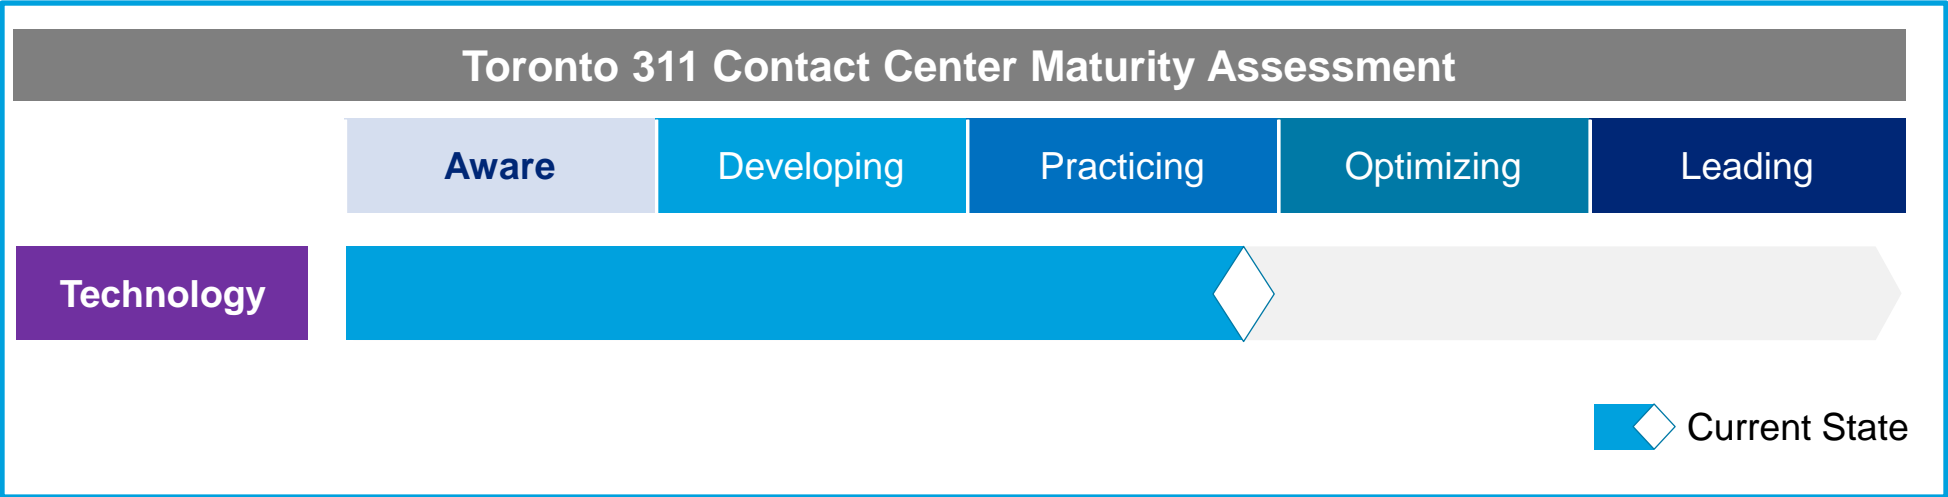 Toronto 311 Contact Center Maturity Assessment
Aware Developing Practicing Optimizing Leading
Technology
Current State